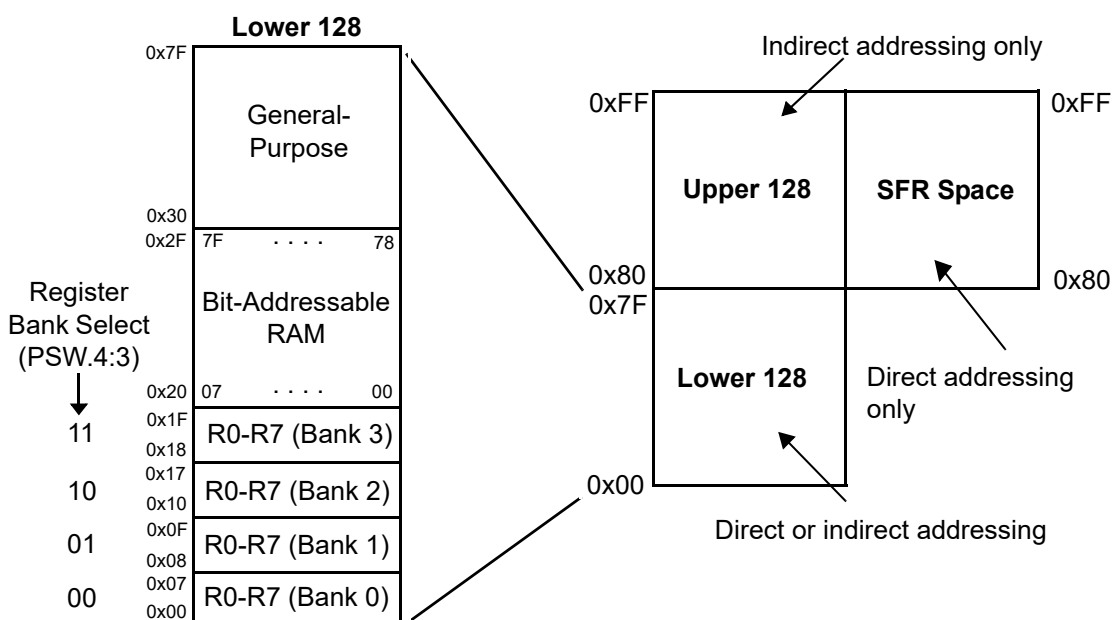 Lower 128
0x7F
General-
Purpose
0x30
0x2F 7F . . . . 78
Bit-Addressable
RAM
0x20 07 . . . . 00
Register
Bank Select
(PSW.4:3)
0x1F
11 R0-R7 (Bank 3)
0x18
0x17
10 R0-R7 (Bank 2)
0x10
0x0F
01 R0-R7 (Bank 1)
0x08
0x07
00 R0-R7 (Bank 0)
0x00
Indirect addressing only
0xFF 0xFF
Upper 128 SFR Space
0x80 0x80
0x7F
Lower 128
Direct addressing
only
0x00
Direct or indirect addressing